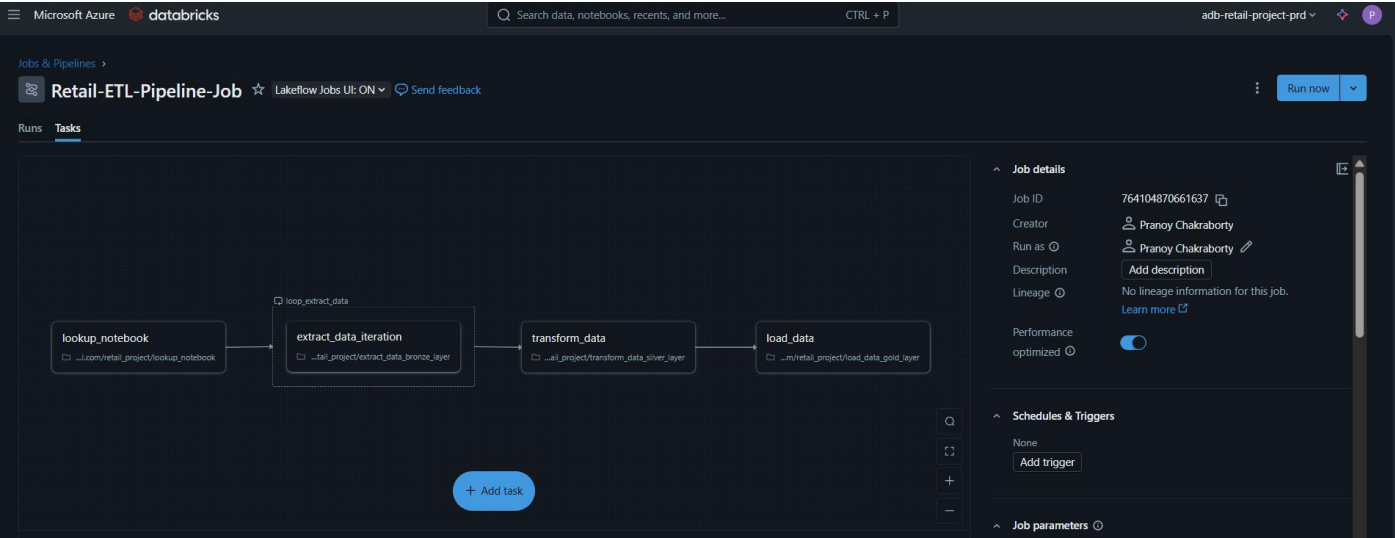 Microsoft Azure databricks Search data, notebooks, recents, and more... CTRL + P adb-retail-project-prd P
Jobs & Pipelines
Retail-ETL-Pipeline-Job Lakeflow Jobs UI: ON Send feedback Run now
Runs Tasks
Job details
Job ID 764104870661637
Creator Pranoy Chakraborty
Run as Pranoy Chakraborty
Description Add description
Lineage No lineage information for this job.
Learn more
Performance optimized
loop_extract_data
lookup_notebook
...l.com/retail_project/lookup_notebook
extract_data_iteration
...tail_project/extract_data_bronze_layer
transform_data
...ail_project/transform_data_silver_layer
load_data
...m/retail_project/load_data_gold_layer
+ Add task
Schedules & Triggers
None
Add trigger
Job parameters